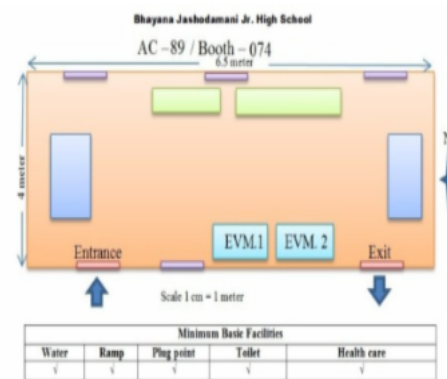 Bhayana Jashodamani Jr. High School
AC –89 / Booth – 074
6.5 meter
4 meter
N
EVM.1 EVM. 2
Entrance Exit
Scale 1 cm = 1 meter
Minimum Basic Facilities
Water Ramp Plug point Toilet Health care
√ √ √ √ √